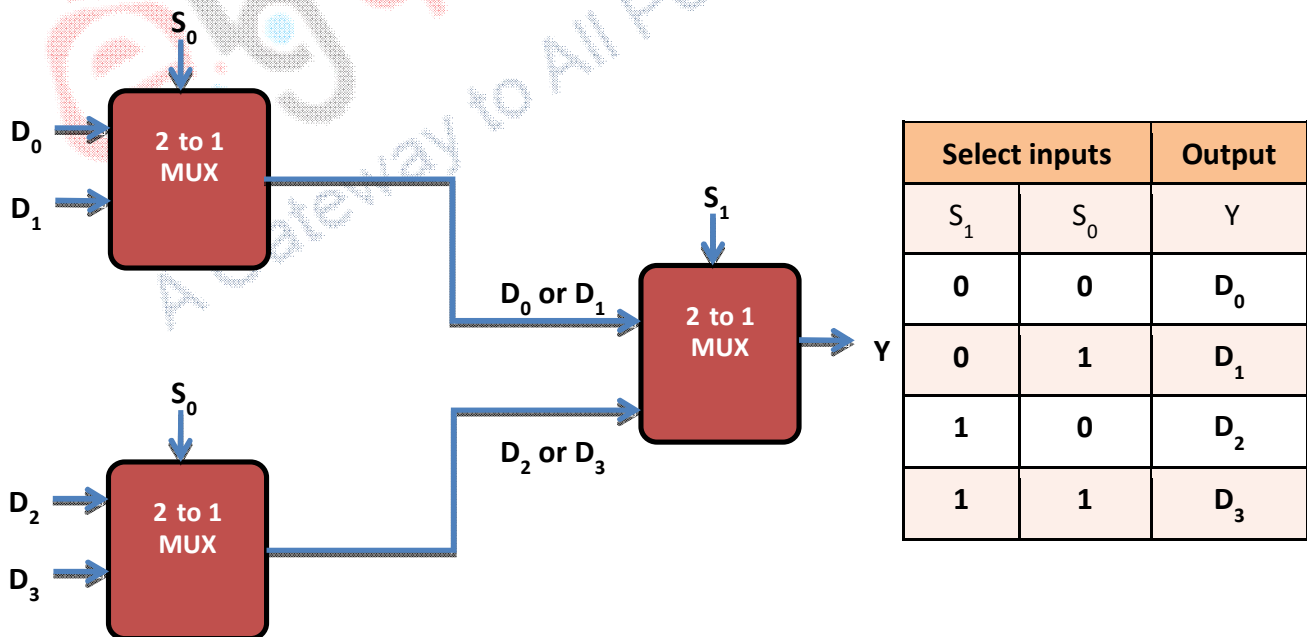 S₀
D₀
D₁
2 to 1
MUX
D₀ or D₁
S₁
2 to 1
MUX
Y
S₀
D₂
D₃
2 to 1
MUX
D₂ or D₃
Select inputs Output
S₁ S₀ Y
0 0 D₀
0 1 D₁
1 0 D₂
1 1 D₃
A Gateway to All